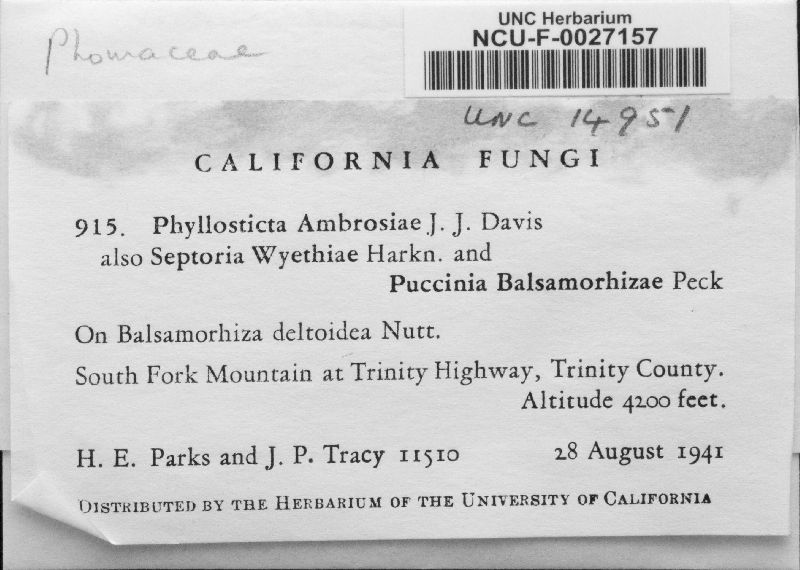 Phomaceae
UNC Herbarium
NCU-F-0027157
UNC 14951
CALIFORNIA FUNGI
915. Phyllosticta Ambrosiae J. J. Davis
also Septoria Wyethiae Harkn. and
Puccinia Balsamorhizae Peck
On Balsamorhiza deltoidea Nutt.
South Fork Mountain at Trinity Highway, Trinity County.
Altitude 4200 feet.
H. E. Parks and J. P. Tracy 11510 28 August 1941
DISTRIBUTED BY THE HERBARIUM OF THE UNIVERSITY OF CALIFORNIA